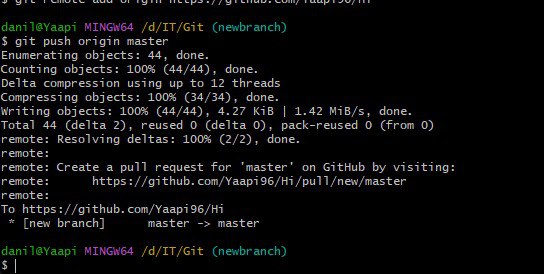 git remote add origin https://github.com/Yaapi96/Hi
danil@Yaapi MINGW64 /d/IT/Git (newbranch)
$ git push origin master
Enumerating objects: 44, done.
Counting objects: 100% (44/44), done.
Delta compression using up to 12 threads
Compressing objects: 100% (34/34), done.
Writing objects: 100% (44/44), 4.27 KiB | 1.42 MiB/s, done.
Total 44 (delta 2), reused 0 (delta 0), pack-reused 0 (from 0)
remote: Resolving deltas: 100% (2/2), done.
remote:
remote: Create a pull request for 'master' on GitHub by visiting:
remote:      https://github.com/Yaapi96/Hi/pull/new/master
remote:
To https://github.com/Yaapi96/Hi
 * [new branch]      master -> master
danil@Yaapi MINGW64 /d/IT/Git (newbranch)
$